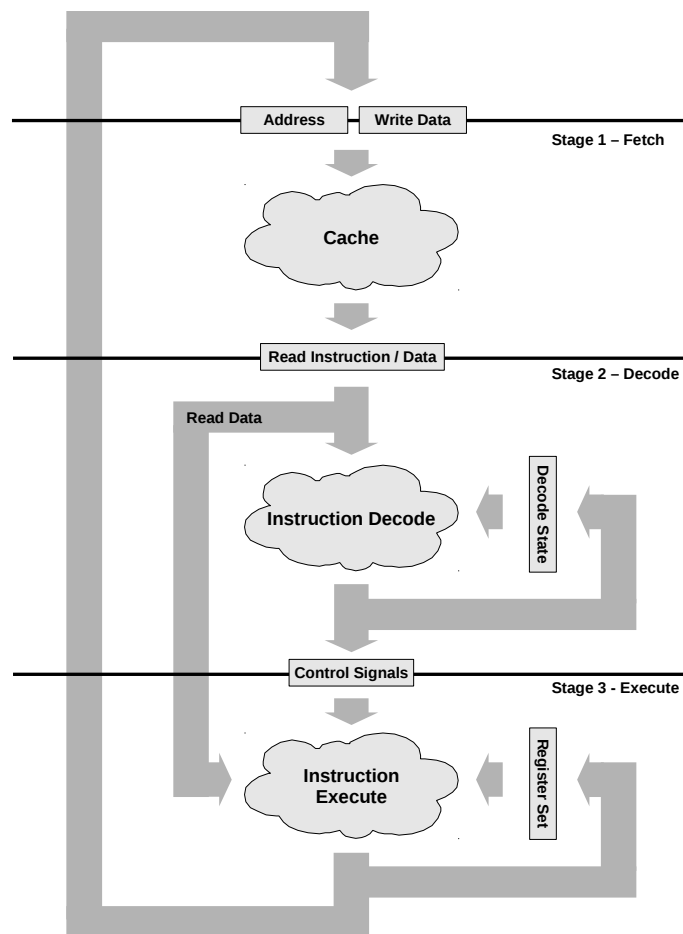 Address
Write Data
Stage 1 – Fetch
Cache
Read Instruction / Data
Stage 2 – Decode
Read Data
Instruction Decode
Decode State
Control Signals
Stage 3 - Execute
Instruction
Execute
Register Set